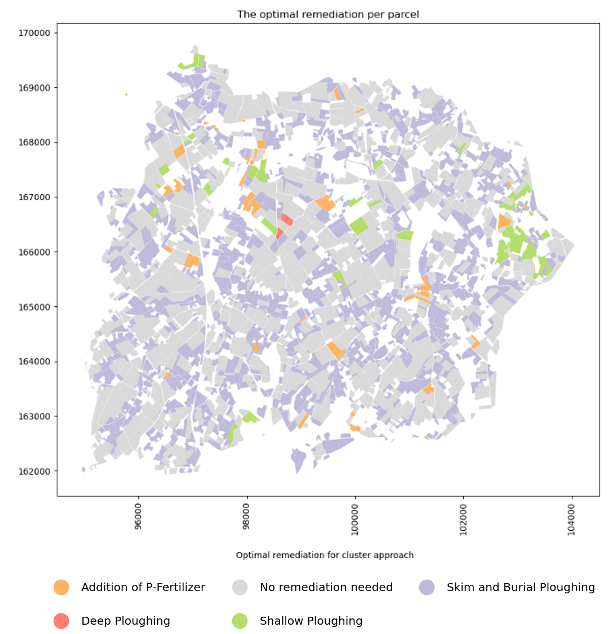 The optimal remediation per parcel
170000
169000
168000
167000
166000
165000
164000
163000
162000
96000
98000
100000
102000
104000
Optimal remediation for cluster approach
Addition of P-Fertilizer
No remediation needed
Skim and Burial Ploughing
Deep Ploughing
Shallow Ploughing